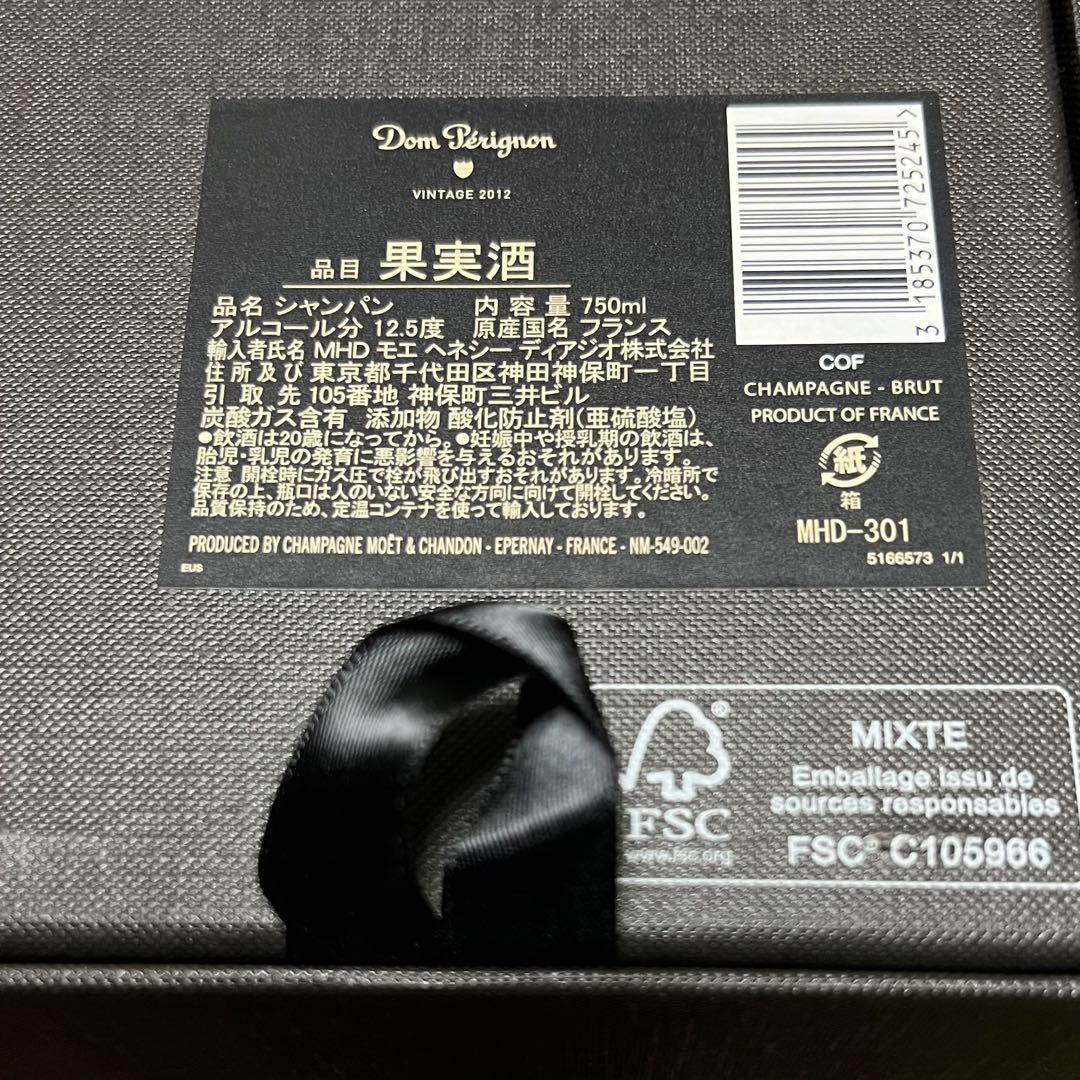 Dom Pérignon
VINTAGE 2012
品目 果実酒
品名 シャンパン 内容量 750ml
アルコール分 12.5度 原産国名 フランス
輸入者氏名 MHD モエ ヘネシー ディアジオ株式会社
住所及び 東京都千代田区神田神保町一丁目
引取先 105番地 神保町三井ビル
炭酸ガス含有 添加物 酸化防止剤(亜硫酸塩)
●飲酒は20歳になってから。●妊娠中や授乳期の飲酒は、
胎児・乳児の発育に悪影響を与えるおそれがあります。
注意 開栓時にガス圧で栓が飛び出すおそれがあります。冷暗所で
保存の上、瓶口は人のいない安全な方向に向けて開栓してください。
品質保持のため、定温コンテナを使って輸入しております。
PRODUCED BY CHAMPAGNE MOËT & CHANDON - EPERNAY - FRANCE - NM-549-002
EUS
3 185370 725245 >
COF
CHAMPAGNE - BRUT
PRODUCT OF FRANCE
紙
箱
MHD-301
5166573 1/1
FSC
www.fsc.org
MIXTE
Emballage issu de
sources responsables
FSC® C105966